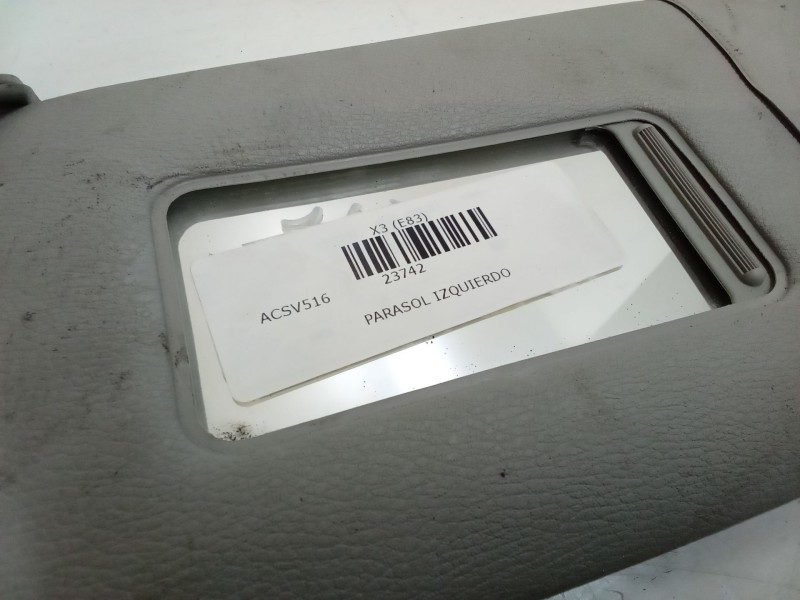 X3 (E83)
23742
ACSV516
PARASOL IZQUIERDO